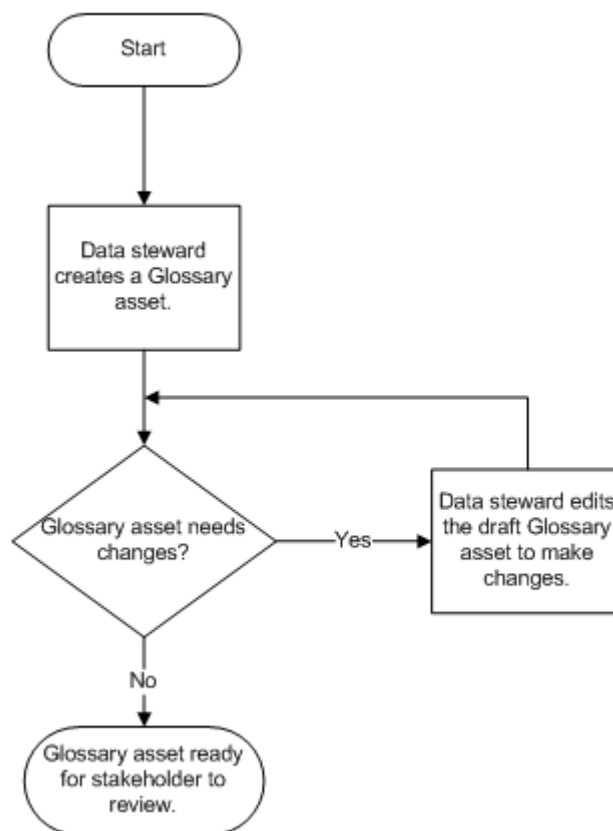 Start
Data steward
creates a Glossary
asset.
Glossary asset needs
changes?
Yes
Data steward edits
the draft Glossary
asset to make
changes.
No
Glossary asset ready
for stakeholder to
review.